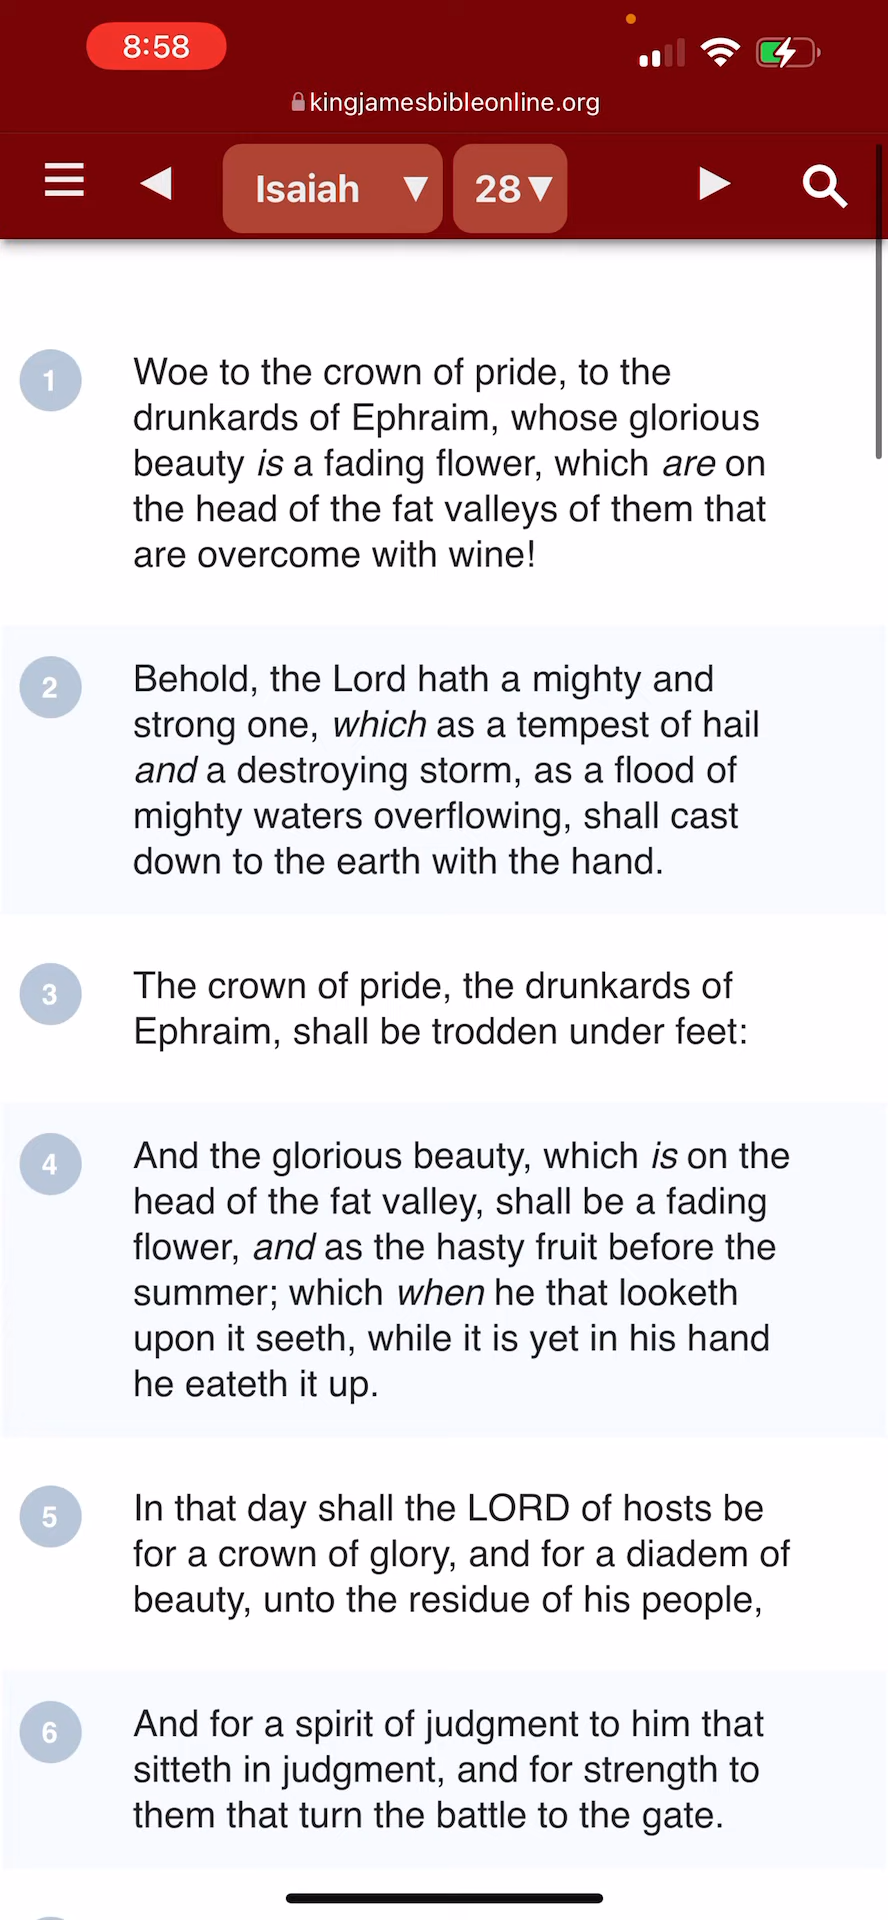 8:58
kingjamesbibleonline.org
Isaiah ▼ 28 ▼
1 Woe to the crown of pride, to the
drunkards of Ephraim, whose glorious
beauty is a fading flower, which are on
the head of the fat valleys of them that
are overcome with wine!
2 Behold, the Lord hath a mighty and
strong one, which as a tempest of hail
and a destroying storm, as a flood of
mighty waters overflowing, shall cast
down to the earth with the hand.
3 The crown of pride, the drunkards of
Ephraim, shall be trodden under feet:
4 And the glorious beauty, which is on the
head of the fat valley, shall be a fading
flower, and as the hasty fruit before the
summer; which when he that looketh
upon it seeth, while it is yet in his hand
he eateth it up.
5 In that day shall the LORD of hosts be
for a crown of glory, and for a diadem of
beauty, unto the residue of his people,
6 And for a spirit of judgment to him that
sitteth in judgment, and for strength to
them that turn the battle to the gate.